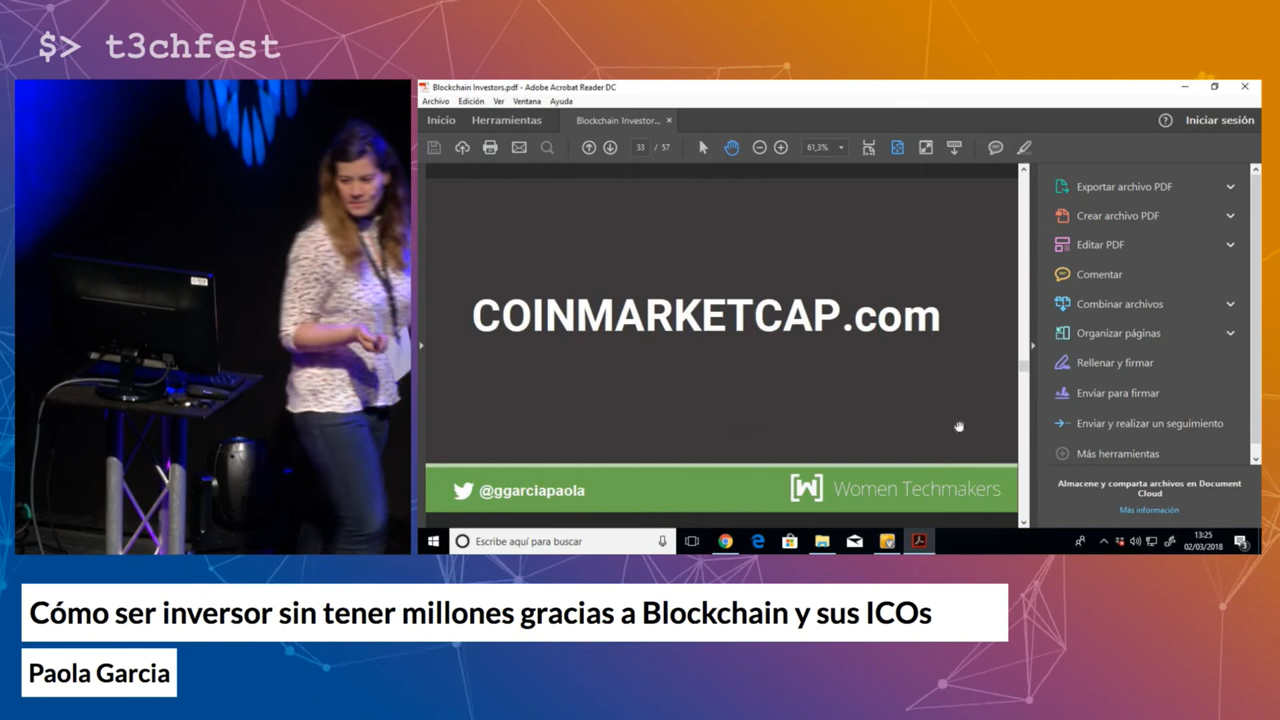 $> t3chfest
Blockchain Investors.pdf - Adobe Acrobat Reader DC
Archivo Edición Ver Ventana Ayuda
Inicio Herramientas Blockchain Investor... ×
Iniciar sesión
33 / 57
61,3%
Exportar archivo PDF
Crear archivo PDF
Editar PDF
Comentar
Combinar archivos
Organizar páginas
Rellenar y firmar
Enviar para firmar
Enviar y realizar un seguimiento
Más herramientas
Almacene y comparta archivos en Document
Cloud
Más información
COINMARKETCAP.com
@ggarciapaola
[W] Women Techmakers
Escribe aquí para buscar
13:25
02/03/2018
3
Cómo ser inversor sin tener millones gracias a Blockchain y sus ICOs
Paola Garcia